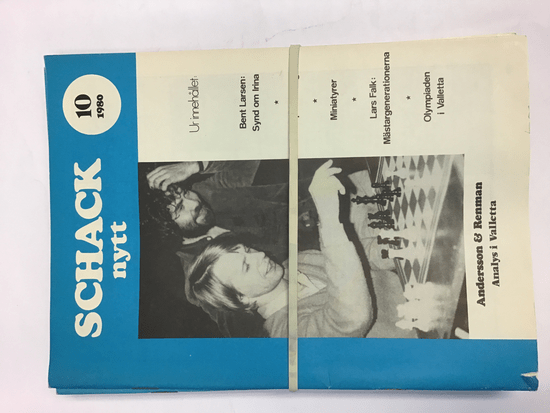 SCHACK
nytt
10
1980
Ur innehållet:
Bent Larsen:
Synd om Irina
*
*
Miniatyrer
*
Lars Falk:
Mästargenerationerna
*
Olympiaden
i Valletta
Andersson & Renman
Analys i Valletta